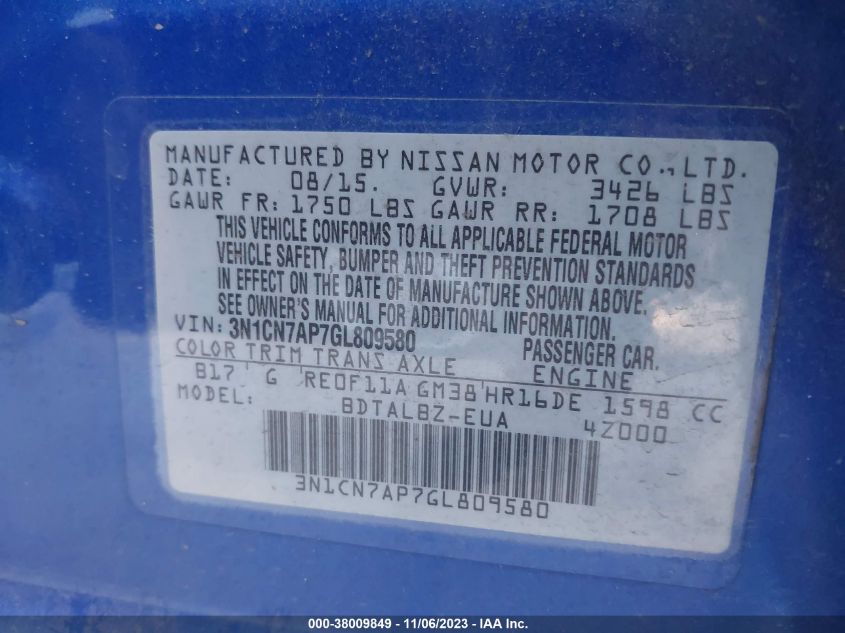 MANUFACTURED BY NISSAN MOTOR CO., LTD.
DATE: 08/15. GVWR: 3426 LBS
GAWR FR: 1750 LBS GAWR RR: 1708 LBS
THIS VEHICLE CONFORMS TO ALL APPLICABLE FEDERAL MOTOR
VEHICLE SAFETY, BUMPER AND THEFT PREVENTION STANDARDS
IN EFFECT ON THE DATE OF MANUFACTURE SHOWN ABOVE.
SEE OWNER'S MANUAL FOR ADDITIONAL INFORMATION.
VIN: 3N1CN7AP7GL809580 PASSENGER CAR.
COLOR TRIM TRANS AXLE ENGINE
B17 G RE0F11A GM38 HR16DE 1598 CC
MODEL: BDTALBZ-EUA 4Z000
3N1CN7AP7GL809580
000-38009849 - 11/06/2023 - IAA Inc.